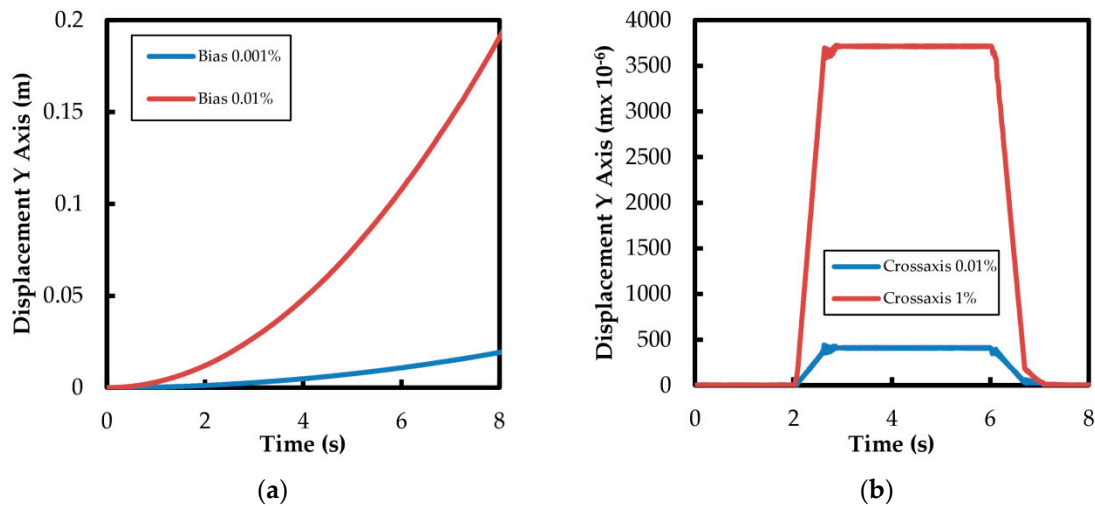 0.2
0.15
0.1
0.05
0
Displacement Y Axis (m)
Bias 0.001%
Bias 0.01%
0 2 4 6 8
Time (s)
(a)
4000
3500
3000
2500
2000
1500
1000
500
0
Displacement Y Axis (mx 10⁻⁶)
Crossaxis 0.01%
Crossaxis 1%
0 2 4 6 8
Time (s)
(b)